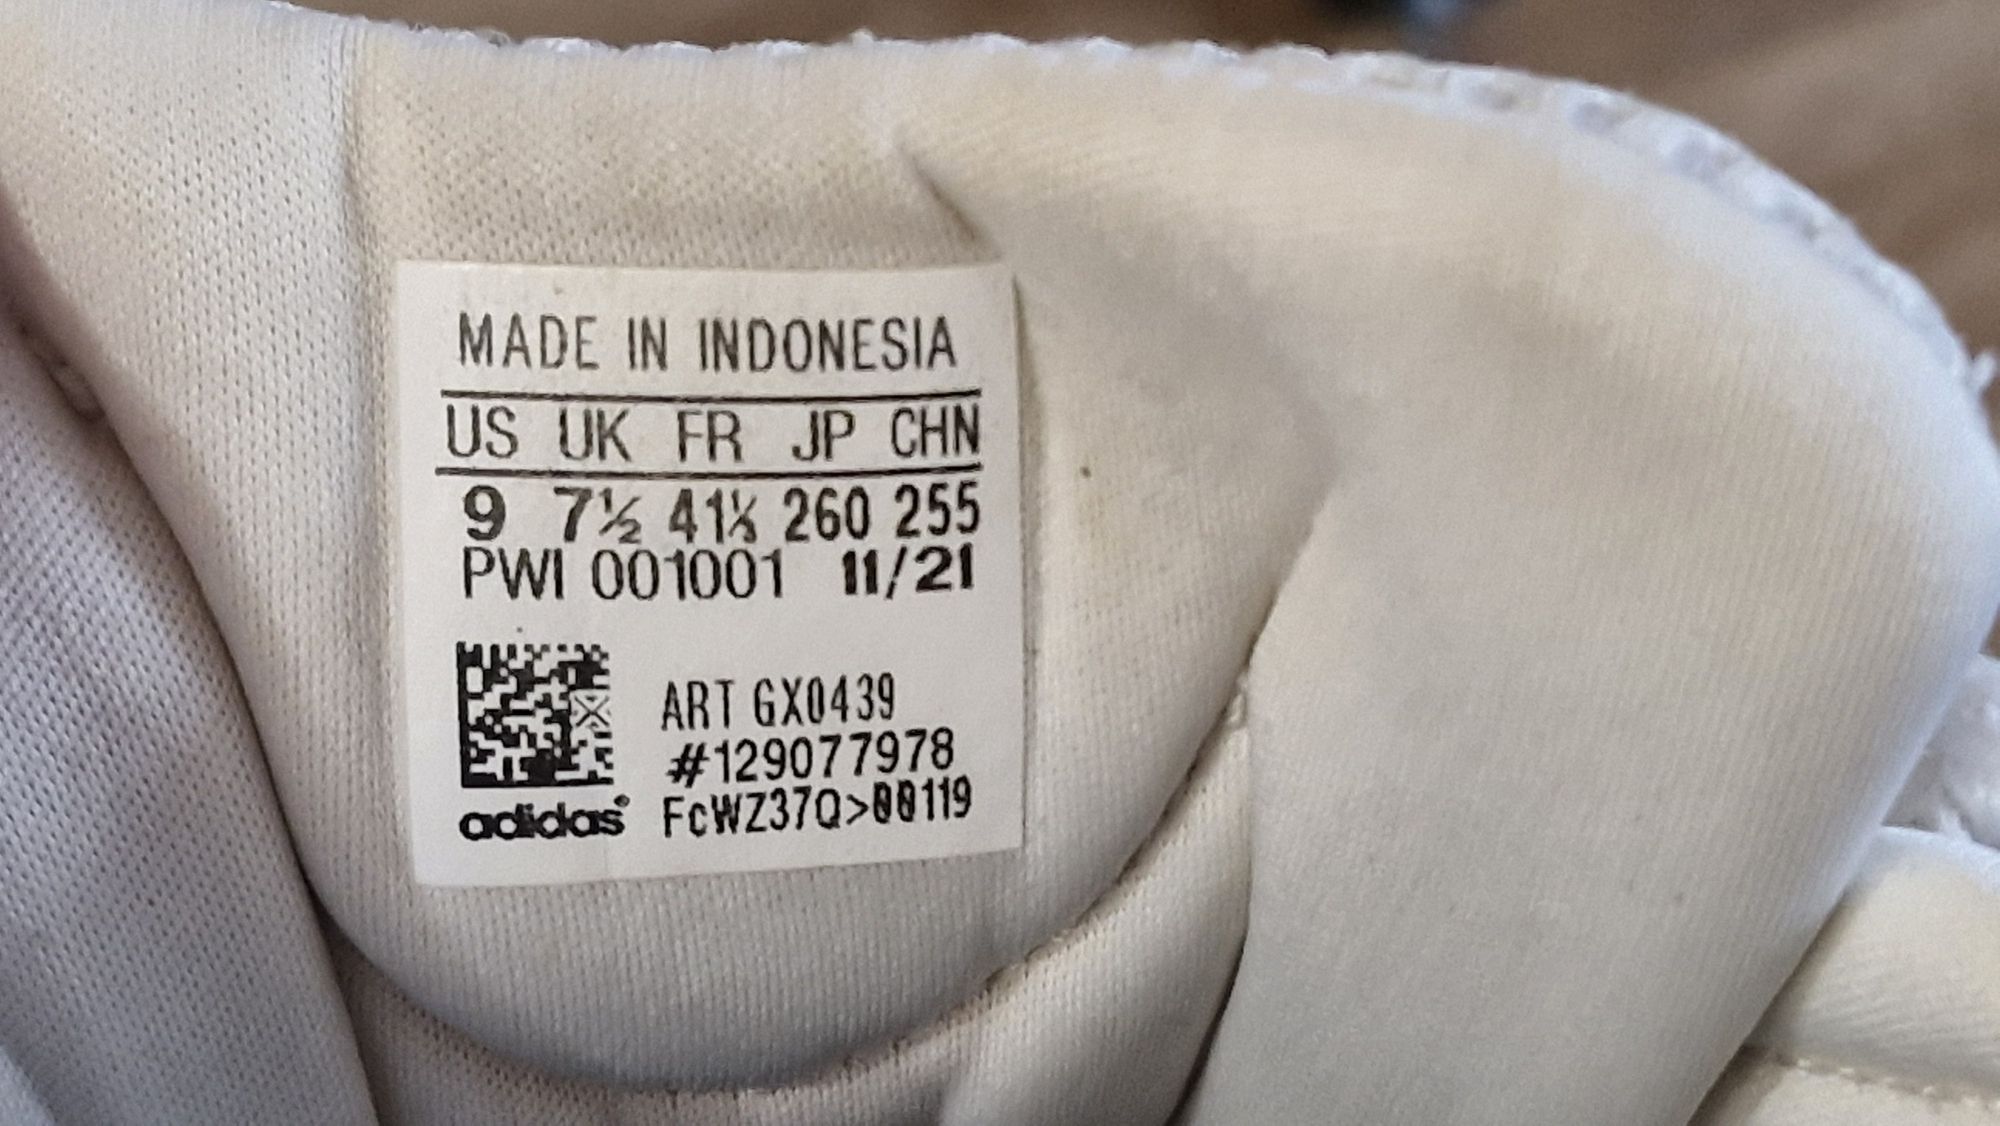 MADE IN INDONESIA
US UK FR JP CHN
9 7½ 41⅓ 260 255
PWI 001001 11/21
ART GX0439
#129077978
adidas® FcWZ37Q>00119